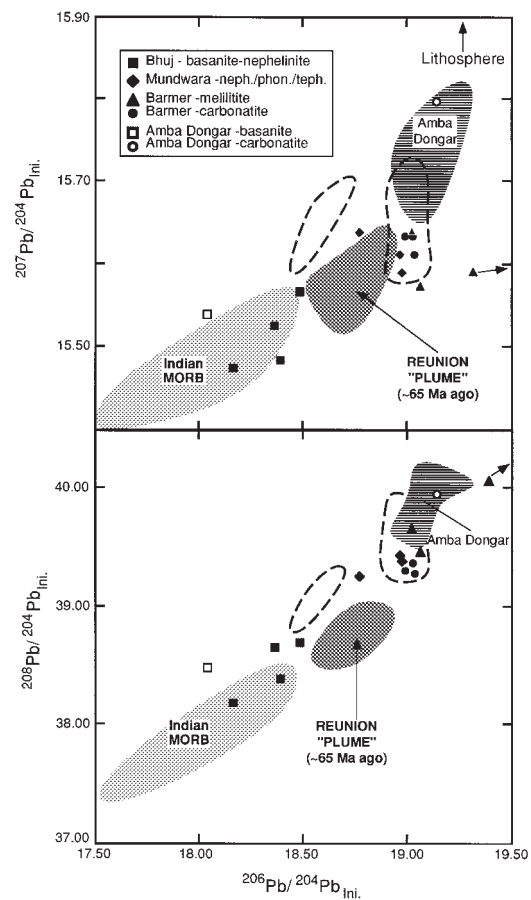 15.90
Lithosphere
Bhuj - basanite-nephelinite
Mundwara -neph./phon./teph.
Barmer -melilitite
Barmer -carbonatite
Amba Dongar -basanite
Amba Dongar -carbonatite
Amba
Dongar
15.70
207Pb/ 204PbIni.
15.50
Indian
MORB
REUNION
"PLUME"
(~65 Ma ago)
40.00
Amba Dongar
39.00
208Pb/ 204PbIni.
38.00
Indian
MORB
REUNION
"PLUME"
(~65 Ma ago)
37.00
17.50 18.00 18.50 19.00 19.50
206Pb/ 204PbIni.